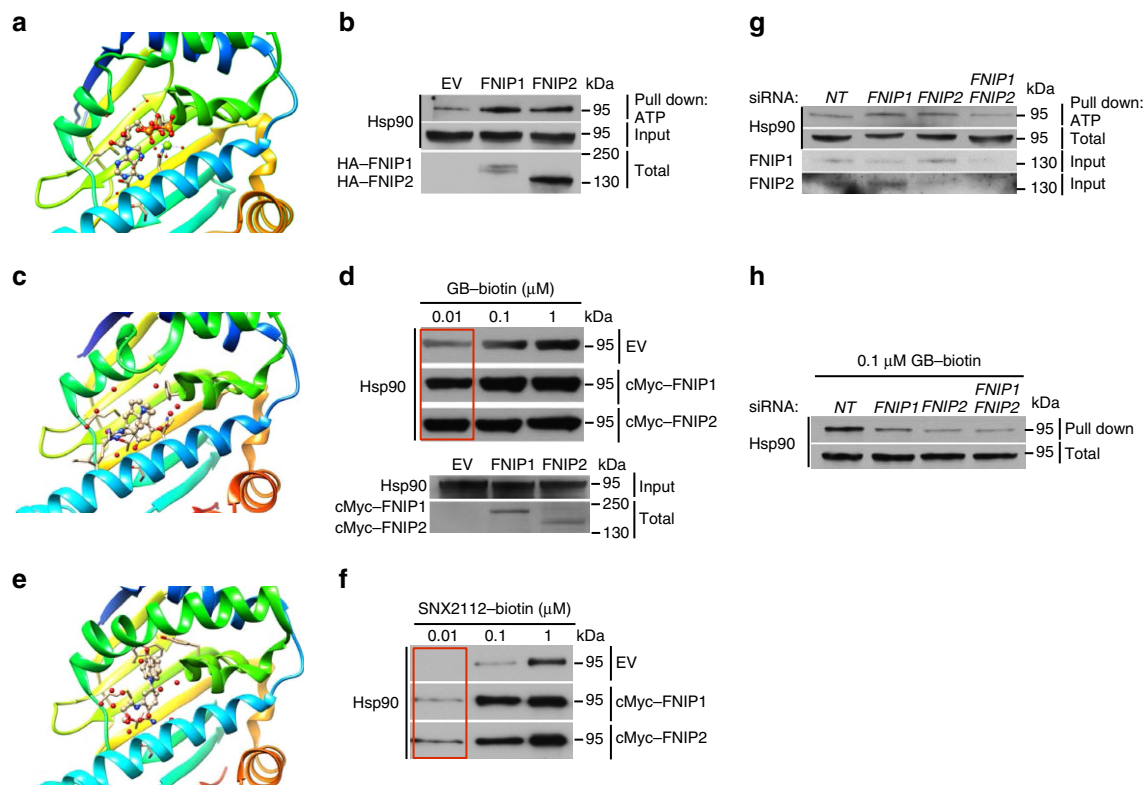 a
b
EV FNIP1 FNIP2 kDa
Hsp90
95
Pull down: ATP
95
Input
HA–FNIP1
HA–FNIP2
250
130
Total
g
siRNA: NT FNIP1 FNIP2 FNIP1 FNIP2 kDa
Hsp90
95
Pull down: ATP
95
Total
FNIP1
130
Input
FNIP2
130
Input
c
d
GB–biotin (μM)
0.01 0.1 1 kDa
Hsp90
95
EV
95
cMyc–FNIP1
95
cMyc–FNIP2
EV FNIP1 FNIP2 kDa
Hsp90
95
Input
cMyc–FNIP1
cMyc–FNIP2
250
130
Total
h
0.1 μM GB–biotin
siRNA: NT FNIP1 FNIP2 FNIP1 FNIP2 kDa
Hsp90
95
Pull down
95
Total
e
f
SNX2112–biotin (μM)
0.01 0.1 1 kDa
Hsp90
95
EV
95
cMyc–FNIP1
95
cMyc–FNIP2